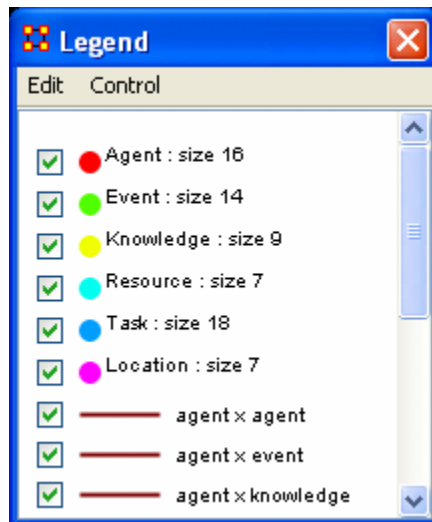 Legend
Edit Control
Agent : size 16
Event : size 14
Knowledge : size 9
Resource : size 7
Task : size 18
Location : size 7
agent x agent
agent x event
agent x knowledge